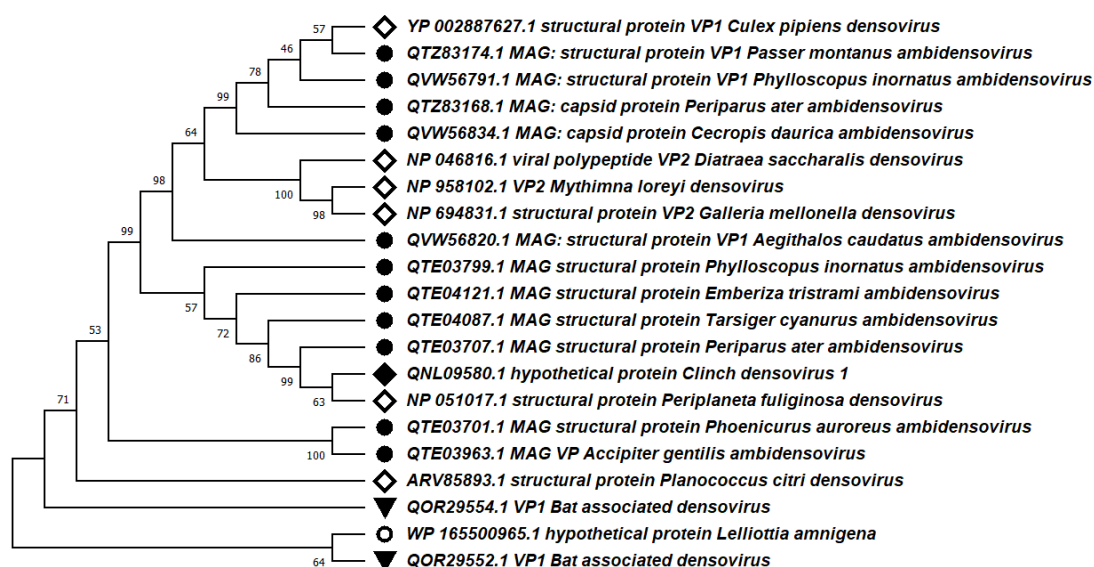 57
YP 002887627.1 structural protein VP1 Culex pipiens densovirus
46
QTZ83174.1 MAG: structural protein VP1 Passer montanus ambidensovirus
78
QVW56791.1 MAG: structural protein VP1 Phylloscopus inornatus ambidensovirus
99
QTZ83168.1 MAG: capsid protein Periparus ater ambidensovirus
64
QVW56834.1 MAG: capsid protein Cecropis daurica ambidensovirus
NP 046816.1 viral polypeptide VP2 Diatraea saccharalis densovirus
98
100
NP 958102.1 VP2 Mythimna loreyi densovirus
98
NP 694831.1 structural protein VP2 Galleria mellonella densovirus
99
QVW56820.1 MAG: structural protein VP1 Aegithalos caudatus ambidensovirus
QTE03799.1 MAG structural protein Phylloscopus inornatus ambidensovirus
57
QTE04121.1 MAG structural protein Emberiza tristrami ambidensovirus
72
QTE04087.1 MAG structural protein Tarsiger cyanurus ambidensovirus
53
86
QTE03707.1 MAG structural protein Periparus ater ambidensovirus
99
QNL09580.1 hypothetical protein Clinch densovirus 1
63
NP 051017.1 structural protein Periplaneta fuliginosa densovirus
71
QTE03701.1 MAG structural protein Phoenicurus auroreus ambidensovirus
100
QTE03963.1 MAG VP Accipiter gentilis ambidensovirus
ARV85893.1 structural protein Planococcus citri densovirus
QOR29554.1 VP1 Bat associated densovirus
WP 165500965.1 hypothetical protein Lelliottia amnigena
64
QOR29552.1 VP1 Bat associated densovirus